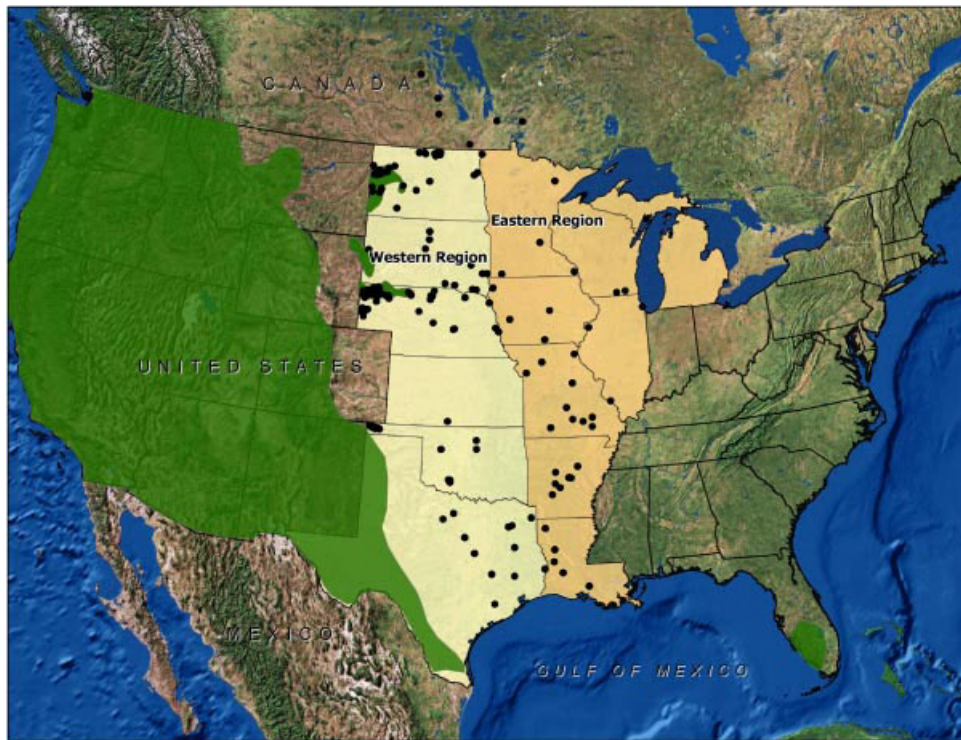 CANADA
Eastern Region
Western Region
UNITED STATES
MEXICO
GULF OF MEXICO